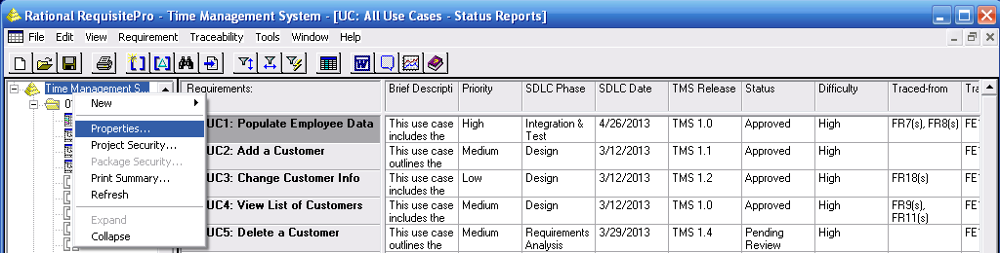 Rational RequisitePro - Time Management System - [UC: All Use Cases - Status Reports]
File Edit View Requirement Traceability Tools Window Help
Time Management S...
New
Properties...
Project Security...
Package Security...
Print Summary...
Refresh
Expand
Collapse
Requirements: Brief Descripti Priority SDLC Phase SDLC Date TMS Release Status Difficulty Traced-from Tra
UC1: Populate Employee Data This use case High Integration & 4/26/2013 TMS 1.0 Approved High FR7(s), FR8(s) FE1
includes the Test
UC2: Add a Customer This use case Medium Design 3/12/2013 TMS 1.1 Approved High FE
outlines the
UC3: Change Customer Info This use case Low Design 3/12/2013 TMS 1.2 Approved High FR18(s) FE
includes the
UC4: View List of Customers This use case Medium Design 3/12/2013 TMS 1.0 Approved High FR9(s), FE
includes the FR11(s)
UC5: Delete a Customer This use case Medium Requirements 3/29/2013 TMS 1.4 Pending High FE
outlines the Analysis Review